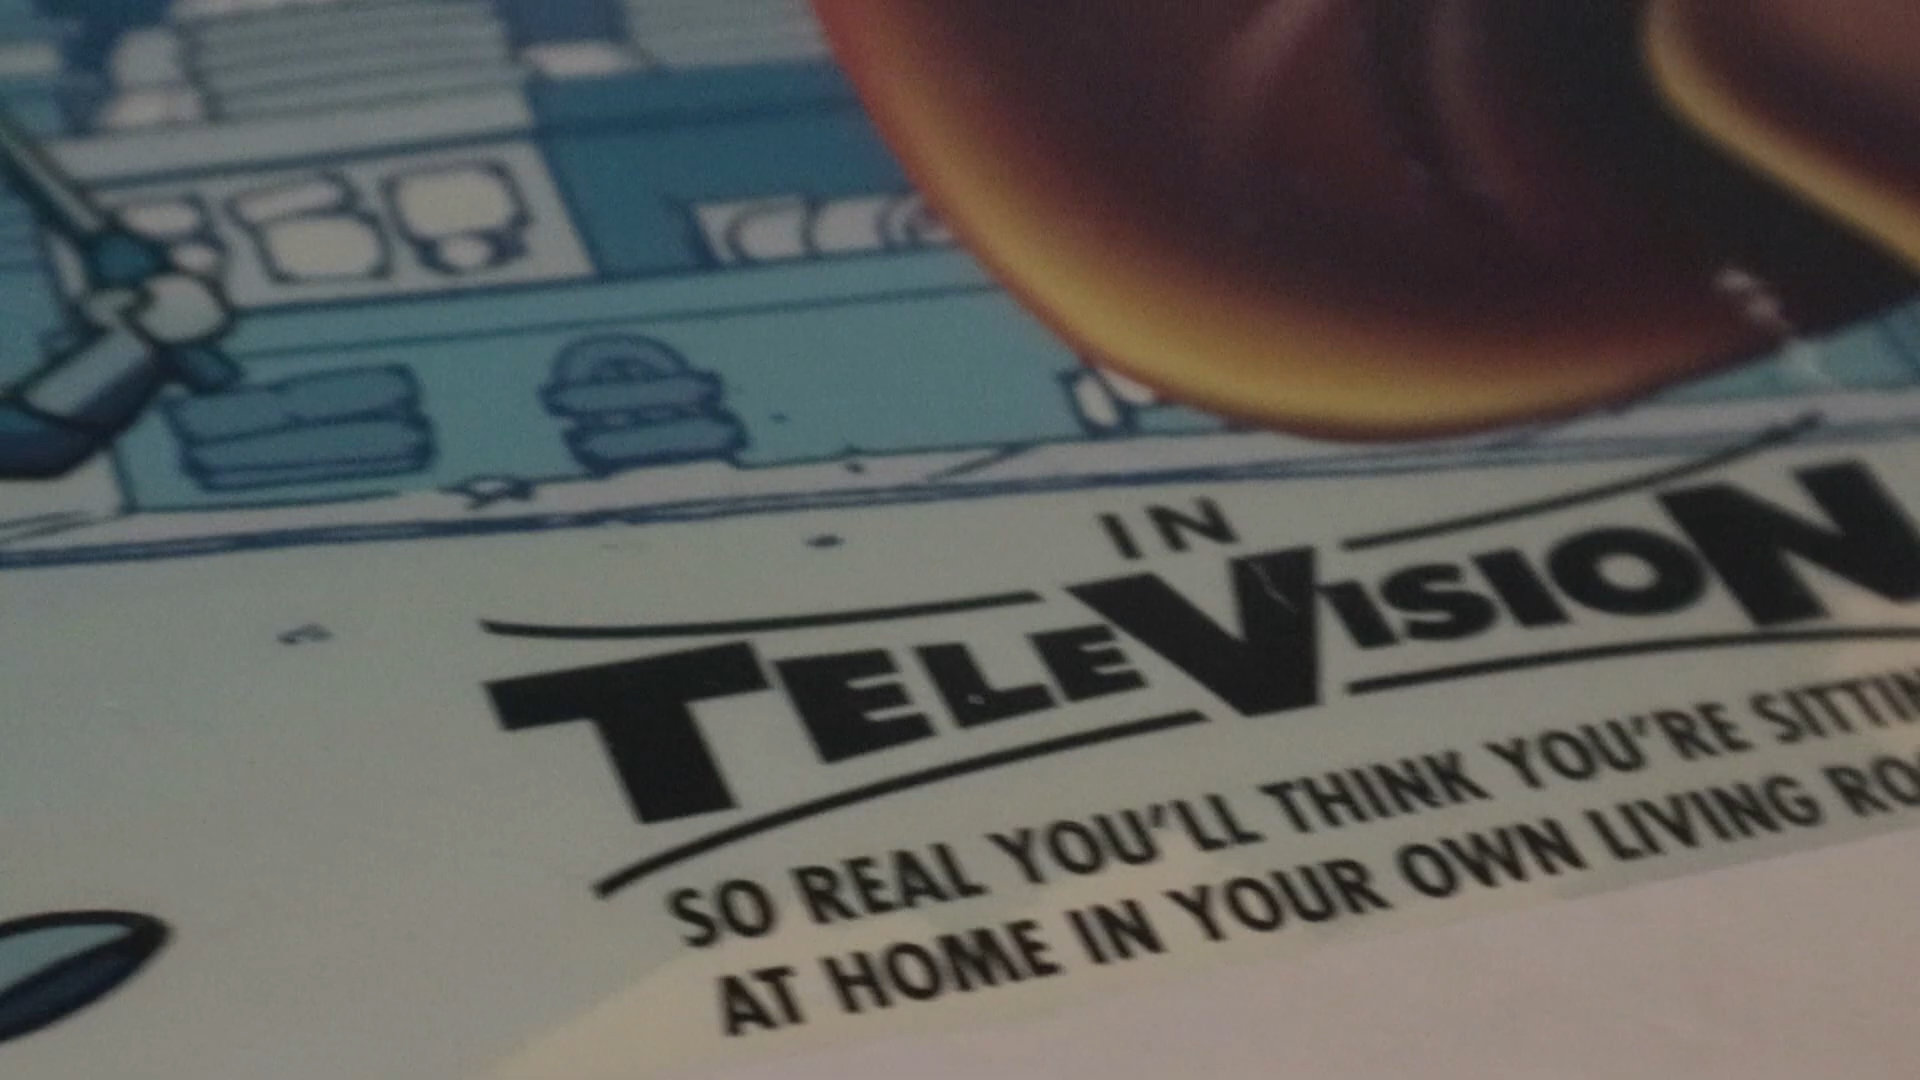 IN
TELEVISION
SO REAL YOU'LL THINK YOU'RE
AT HOME IN YOUR OWN LIVING